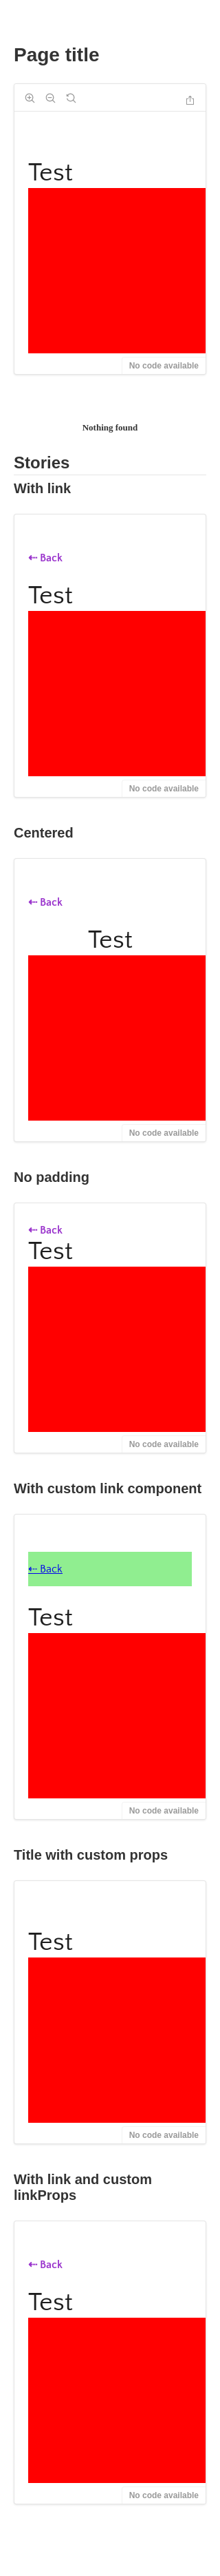 Page title
Test
No code available
Nothing found
Stories
With link
⇠ Back
Test
No code available
Centered
⇠ Back
Test
No code available
No padding
⇠ Back
Test
No code available
With custom link component
⇠ Back
Test
No code available
Title with custom props
Test
No code available
With link and custom
linkProps
⇠ Back
Test
No code available